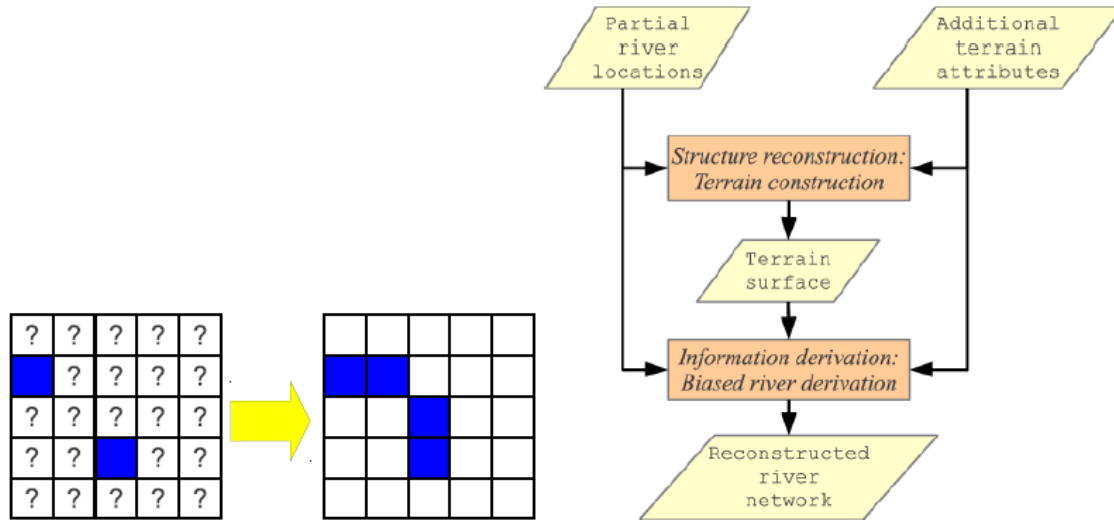 Partial
river
locations
Additional
terrain
attributes
Structure reconstruction:
Terrain construction
Terrain
surface
Information derivation:
Biased river derivation
Reconstructed
river
network
? ? ? ? ?
? ? ? ?
? ? ? ? ?
? ? ? ?
? ? ? ? ?